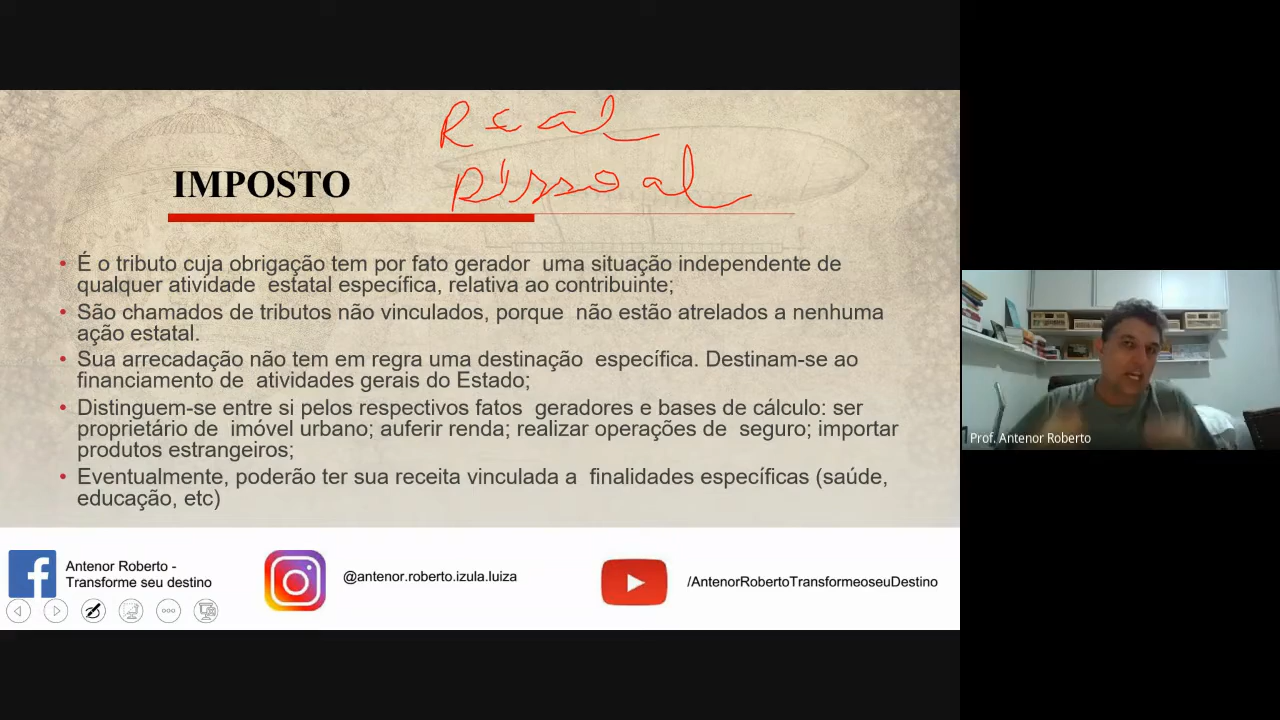 Real
Pessoal
IMPOSTO
• É o tributo cuja obrigação tem por fato gerador uma situação independente de
qualquer atividade estatal específica, relativa ao contribuinte;
• São chamados de tributos não vinculados, porque não estão atrelados a nenhuma
ação estatal.
• Sua arrecadação não tem em regra uma destinação específica. Destinam-se ao
financiamento de atividades gerais do Estado;
• Distinguem-se entre si pelos respectivos fatos geradores e bases de cálculo: ser
proprietário de imóvel urbano; auferir renda; realizar operações de seguro; importar
produtos estrangeiros;
• Eventualmente, poderão ter sua receita vinculada a finalidades específicas (saúde,
educação, etc)
Prof. Antenor Roberto
Antenor Roberto -
Transforme seu destino
@antenor.roberto.izula.luiza
/AntenorRobertoTransformeoseuDestino